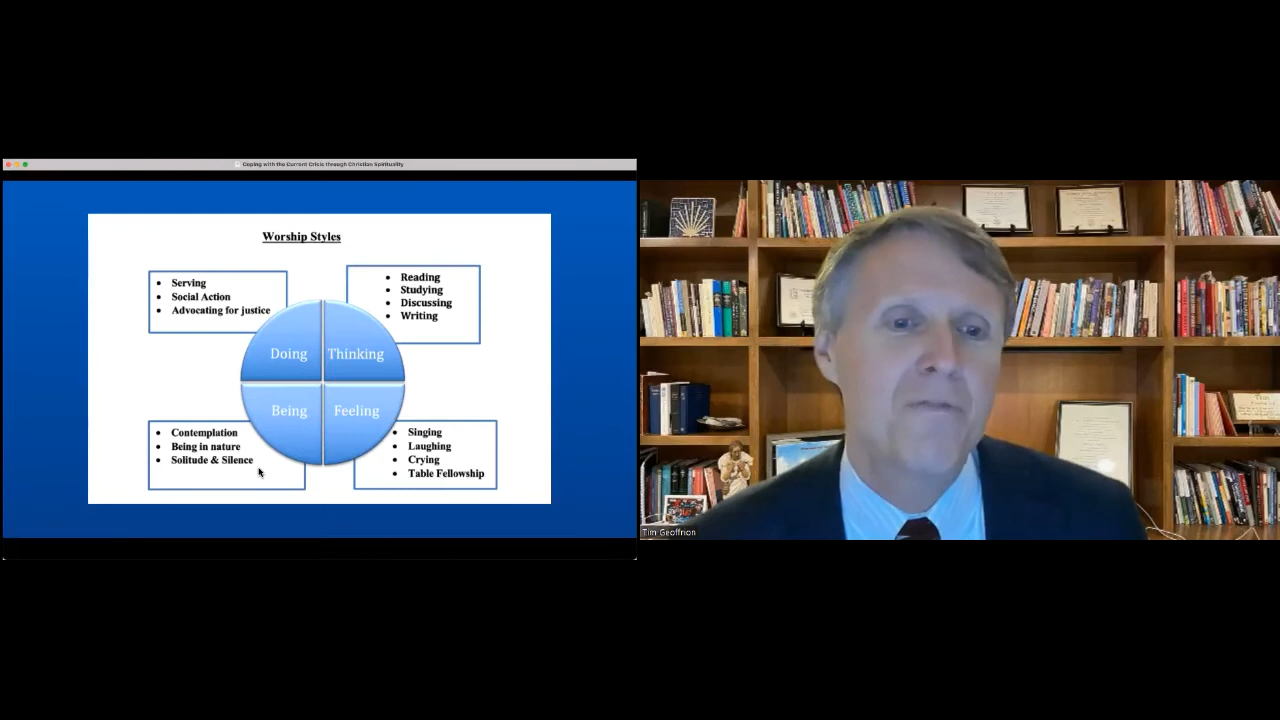 Coping with the Current Crisis through Christian Spirituality
Worship Styles
• Serving
• Social Action
• Advocating for justice
• Reading
• Studying
• Discussing
• Writing
Doing
Thinking
Being
Feeling
• Contemplation
• Being in nature
• Solitude & Silence
• Singing
• Laughing
• Crying
• Table Fellowship
Tim Geoffrion